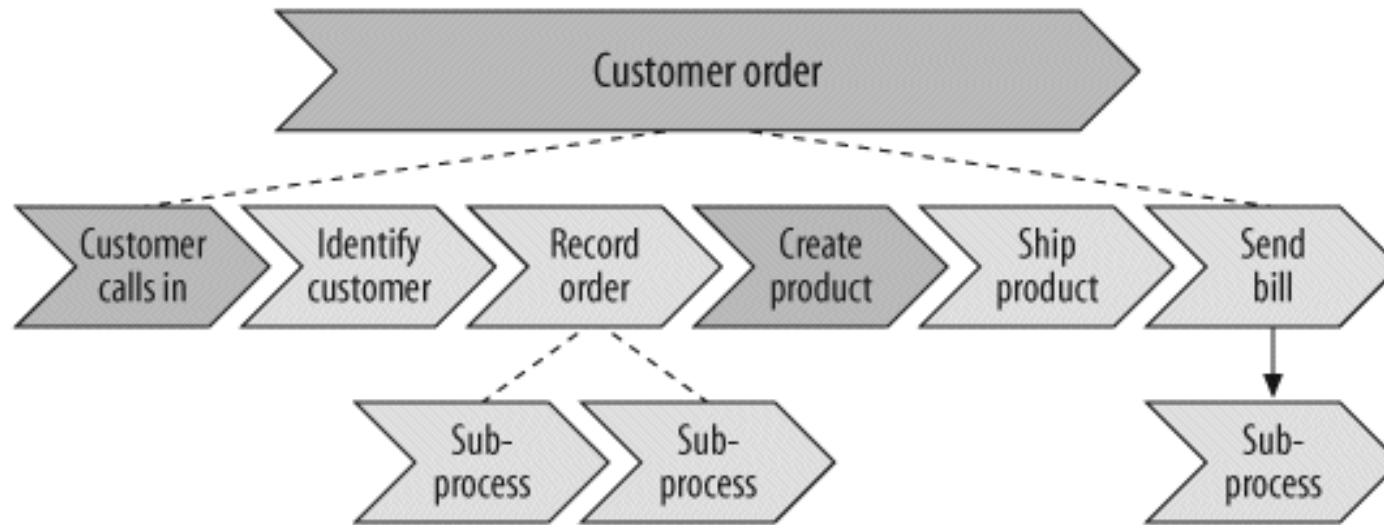 Customer order
Customer
calls in
Identify
customer
Record
order
Create
product
Ship
product
Send
bill
Sub-
process
Sub-
process
Sub-
process